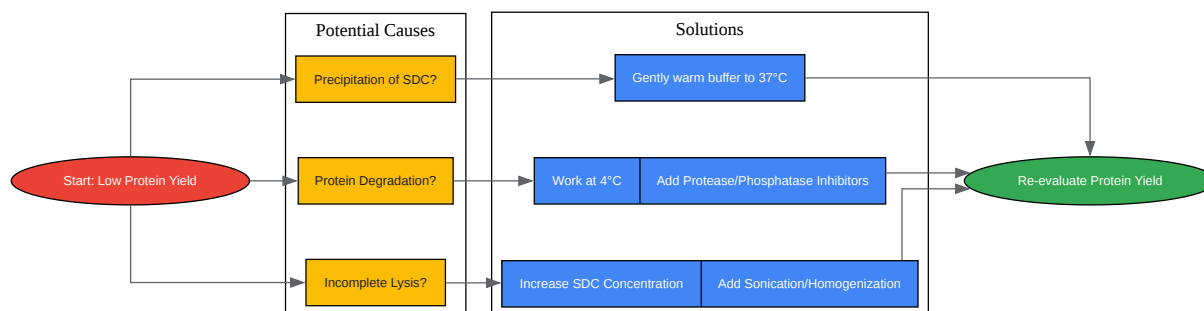 Potential Causes
Solutions
Precipitation of SDC?
Gently warm buffer to 37°C
Start: Low Protein Yield
Protein Degradation?
Work at 4°C
Add Protease/Phosphatase Inhibitors
Re-evaluate Protein Yield
Incomplete Lysis?
Increase SDC Concentration
Add Sonication/Homogenization